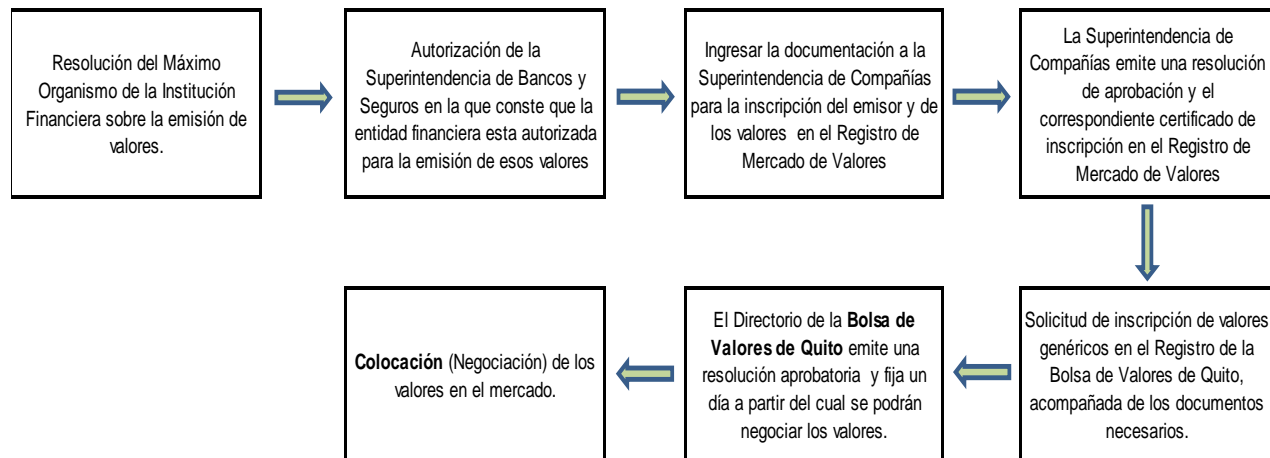 Resolución del Máximo
Organismo de la Institución
Financiera sobre la emisión de
valores.
Autorización de la
Superintendencia de Bancos y
Seguros en la que conste que la
entidad financiera esta autorizada
para la emisión de esos valores
Ingresar la documentación a la
Superintendencia de Compañías
para la inscripción del emisor y de
los valores en el Registro de
Mercado de Valores
La Superintendencia de
Compañías emite una resolución
de aprobación y el
correspondiente certificado de
inscripción en el Registro de
Mercado de Valores
Solicitud de inscripción de valores
genéricos en el Registro de la
Bolsa de Valores de Quito,
acompañada de los documentos
necesarios.
El Directorio de la Bolsa de
Valores de Quito emite una
resolución aprobatoria y fija un
día a partir del cual se podrán
negociar los valores.
Colocación (Negociación) de los
valores en el mercado.